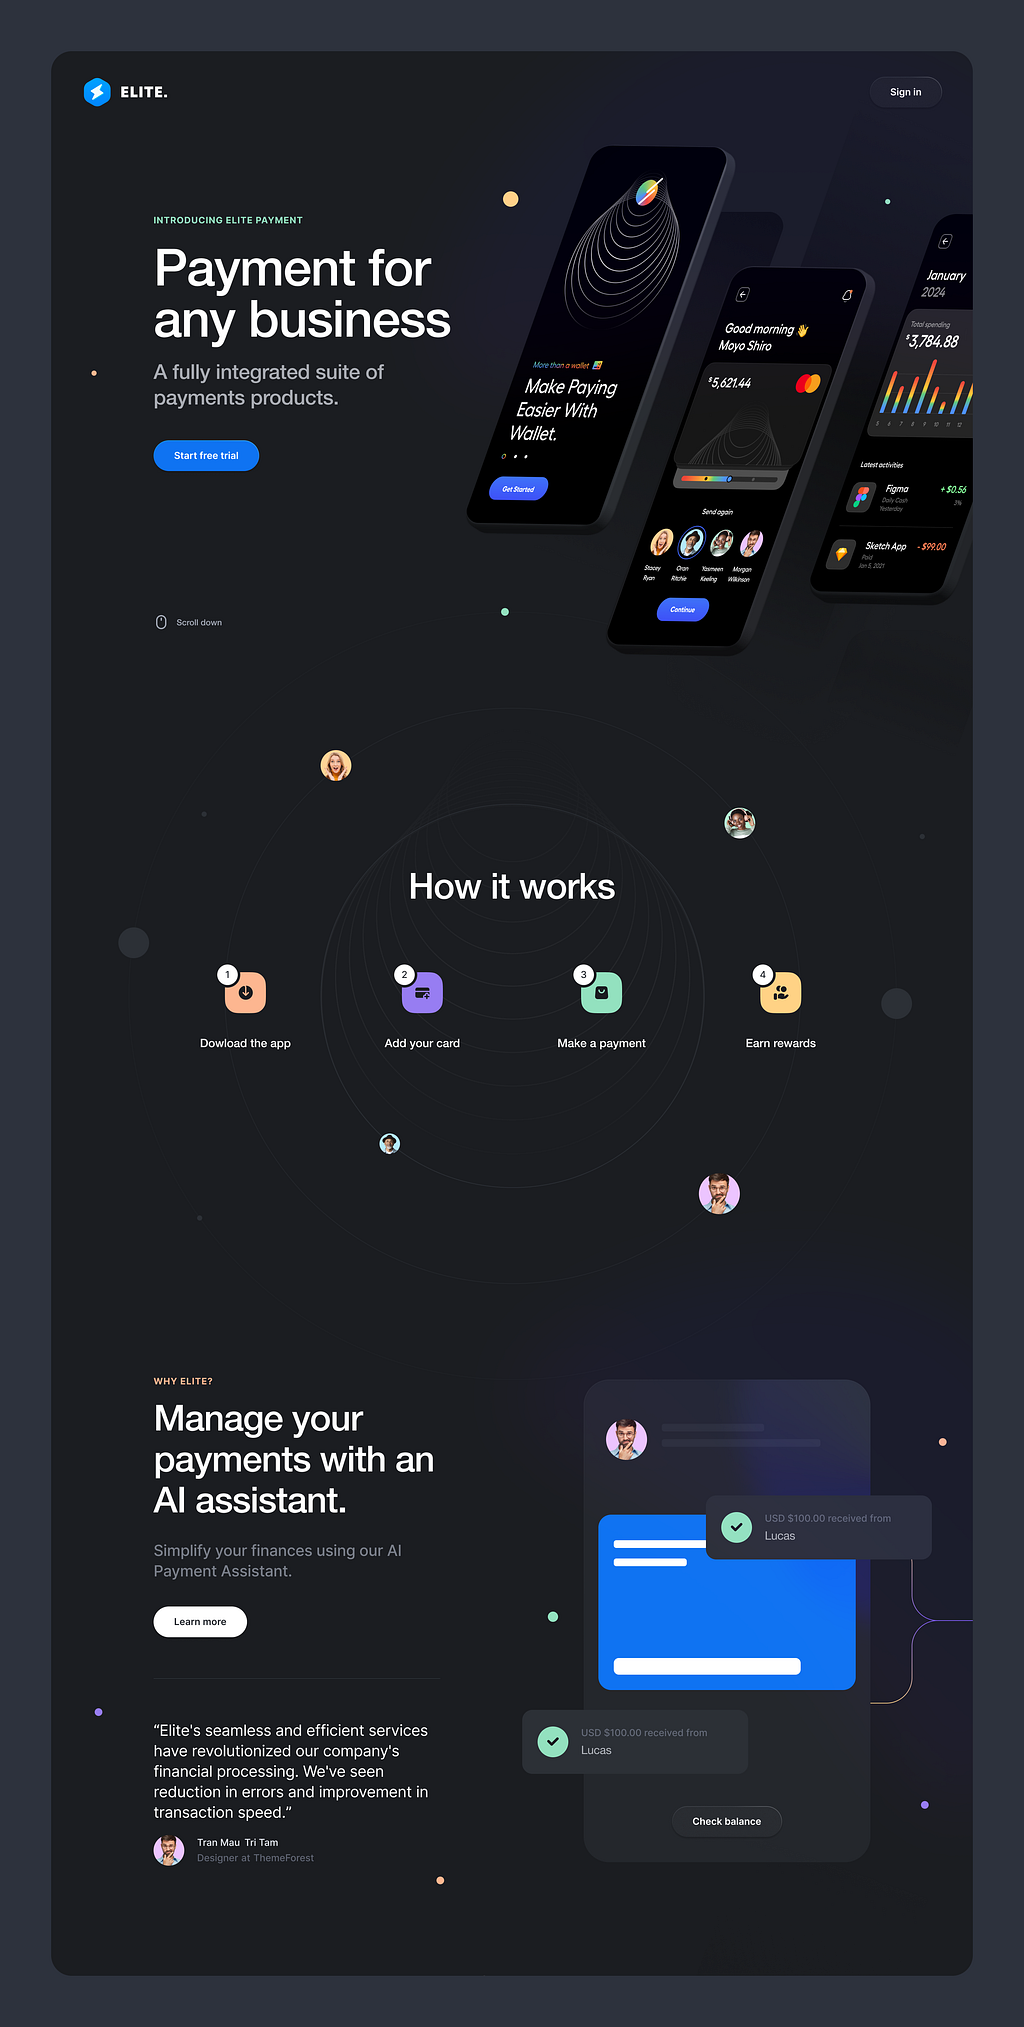 ELITE.
Sign in
INTRODUCING ELITE PAYMENT
Payment for
any business
A fully integrated suite of
payments products.
Start free trial
Scroll down
More than a wallet
Make Paying
Easier With
Wallet.
Get Started
Good morning 👋
Moyo Shiro
$5,621.44
Send again
Stacey
Ryan
Oran
Ritchie
Yasmeen
Keeling
Morgan
Wilkinson
Continue
January
2024
Total spending
$3,784.88
5 6 7 8 9 10 11 12
Latest activities
Figma
+ $0.56
Daily Cash
3%
Yesterday
Sketch App
- $99.00
Paid
Jan 5, 2021
How it works
1
2
3
4
Dowload the app
Add your card
Make a payment
Earn rewards
WHY ELITE?
Manage your
payments with an
AI assistant.
Simplify your finances using our AI
Payment Assistant.
Learn more
“Elite's seamless and efficient services
have revolutionized our company's
financial processing. We've seen
reduction in errors and improvement in
transaction speed.”
Tran Mau Tri Tam
Designer at ThemeForest
USD $100.00 received from
Lucas
USD $100.00 received from
Lucas
Check balance